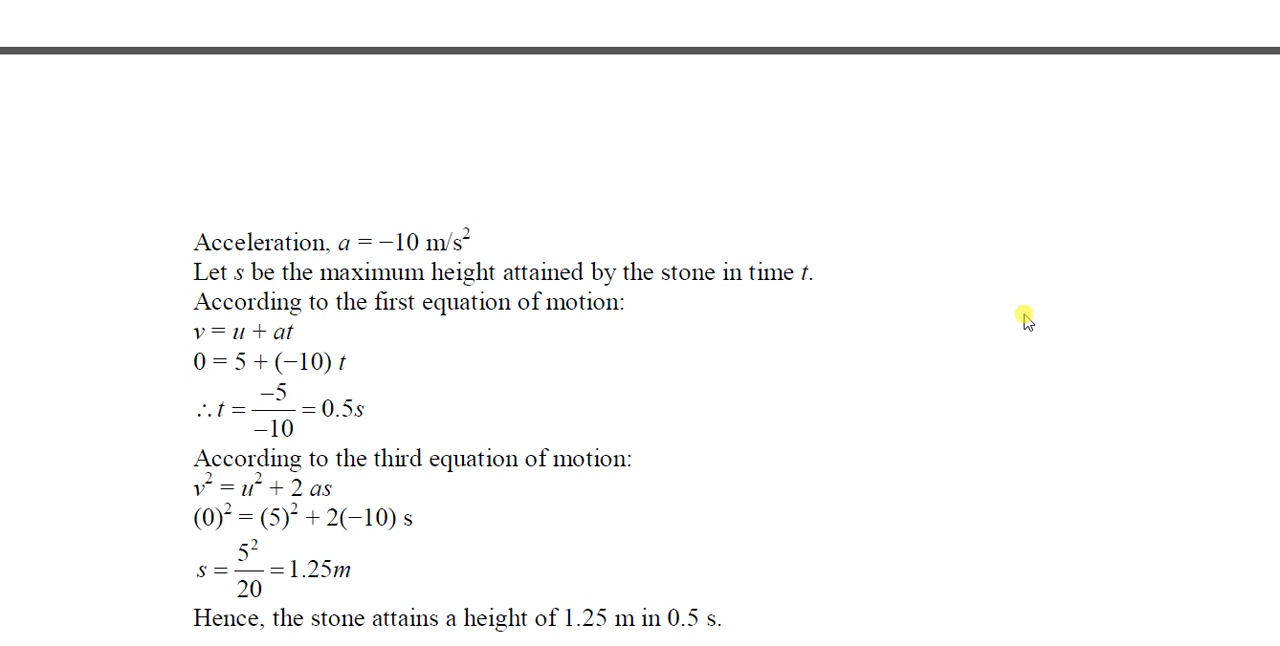 Acceleration, a = −10 m/s²
Let s be the maximum height attained by the stone in time t.
According to the first equation of motion:
v = u + at
0 = 5 + (−10) t
∴ t = −5/−10 = 0.5s
According to the third equation of motion:
v² = u² + 2 as
(0)² = (5)² + 2(−10) s
s = 5²/20 = 1.25m
Hence, the stone attains a height of 1.25 m in 0.5 s.